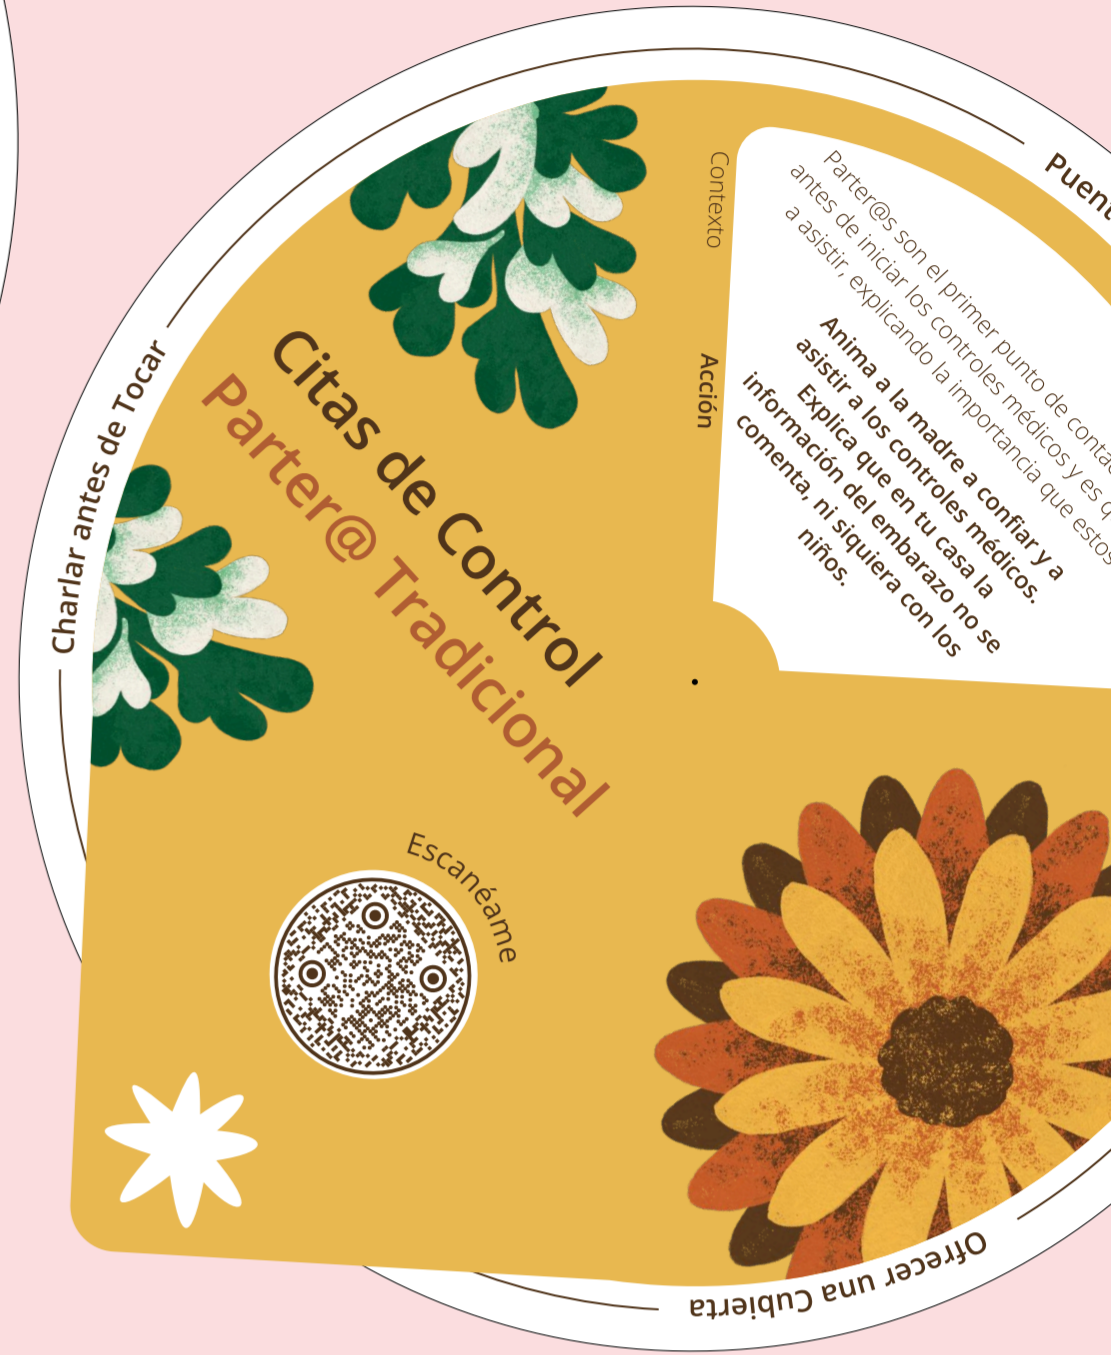 Citas de Control
Parter@ Tradicional
Escanéame
Contexto
Parter@s son el primer punto de
antes de iniciar los controles médicos y es
a asistir, explicando la importancia que estos
Acción
Anima a la madre a confiar y a
asistir a los controles médicos.
Explica que en tu casa la
información del embarazo no se
comenta, ni siquiera con los
niños.
Charlar antes de Tocar
Ofrecer una Cubierta